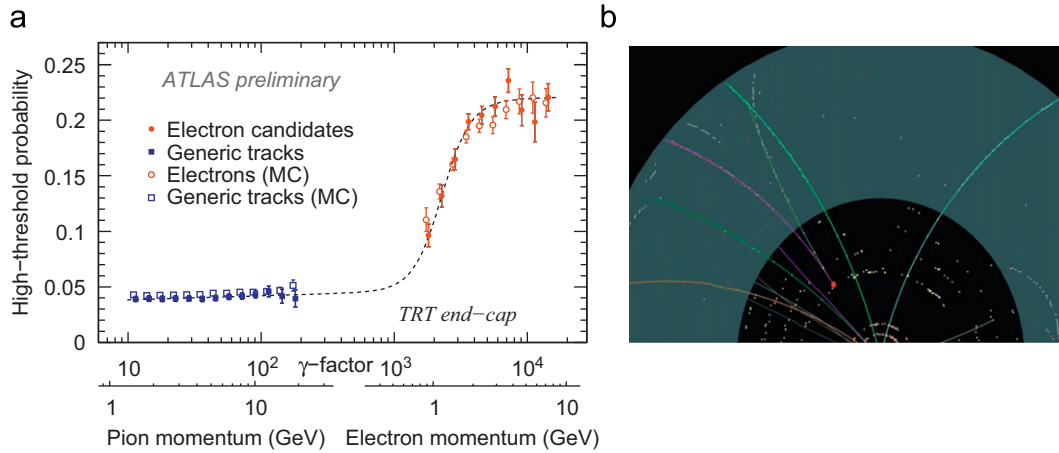 a
b
ATLAS preliminary
Electron candidates
Generic tracks
Electrons (MC)
Generic tracks (MC)
TRT end−cap
High−threshold probability
0.25
0.2
0.15
0.1
0.05
0
10 10² γ−factor 10³ 10⁴
1 10 1 10
Pion momentum (GeV) Electron momentum (GeV)